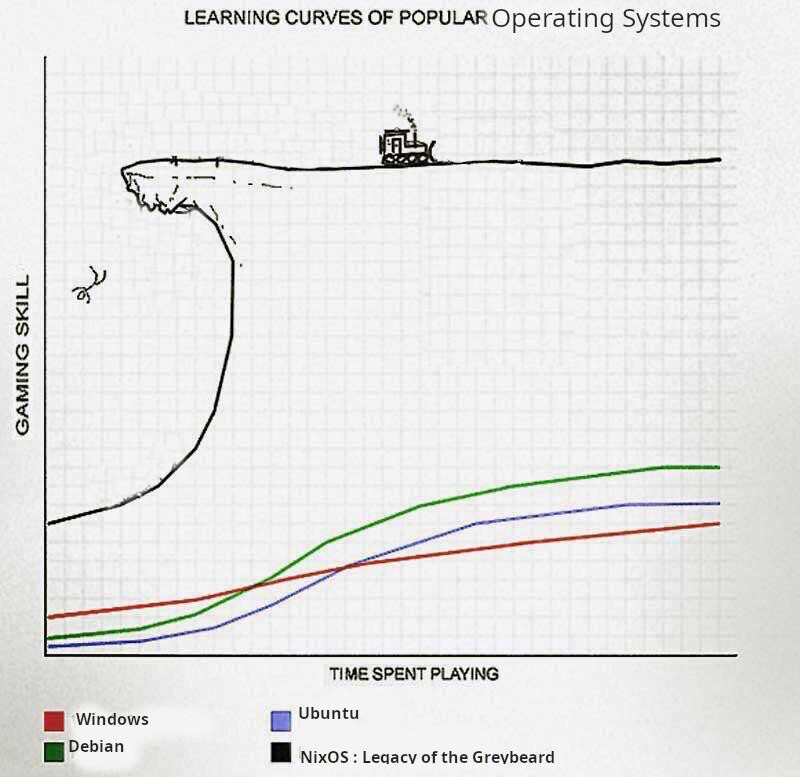 LEARNING CURVES OF POPULAR Operating Systems
GAMING SKILL
TIME SPENT PLAYING
Windows
Ubuntu
Debian
NixOS : Legacy of the Greybeard